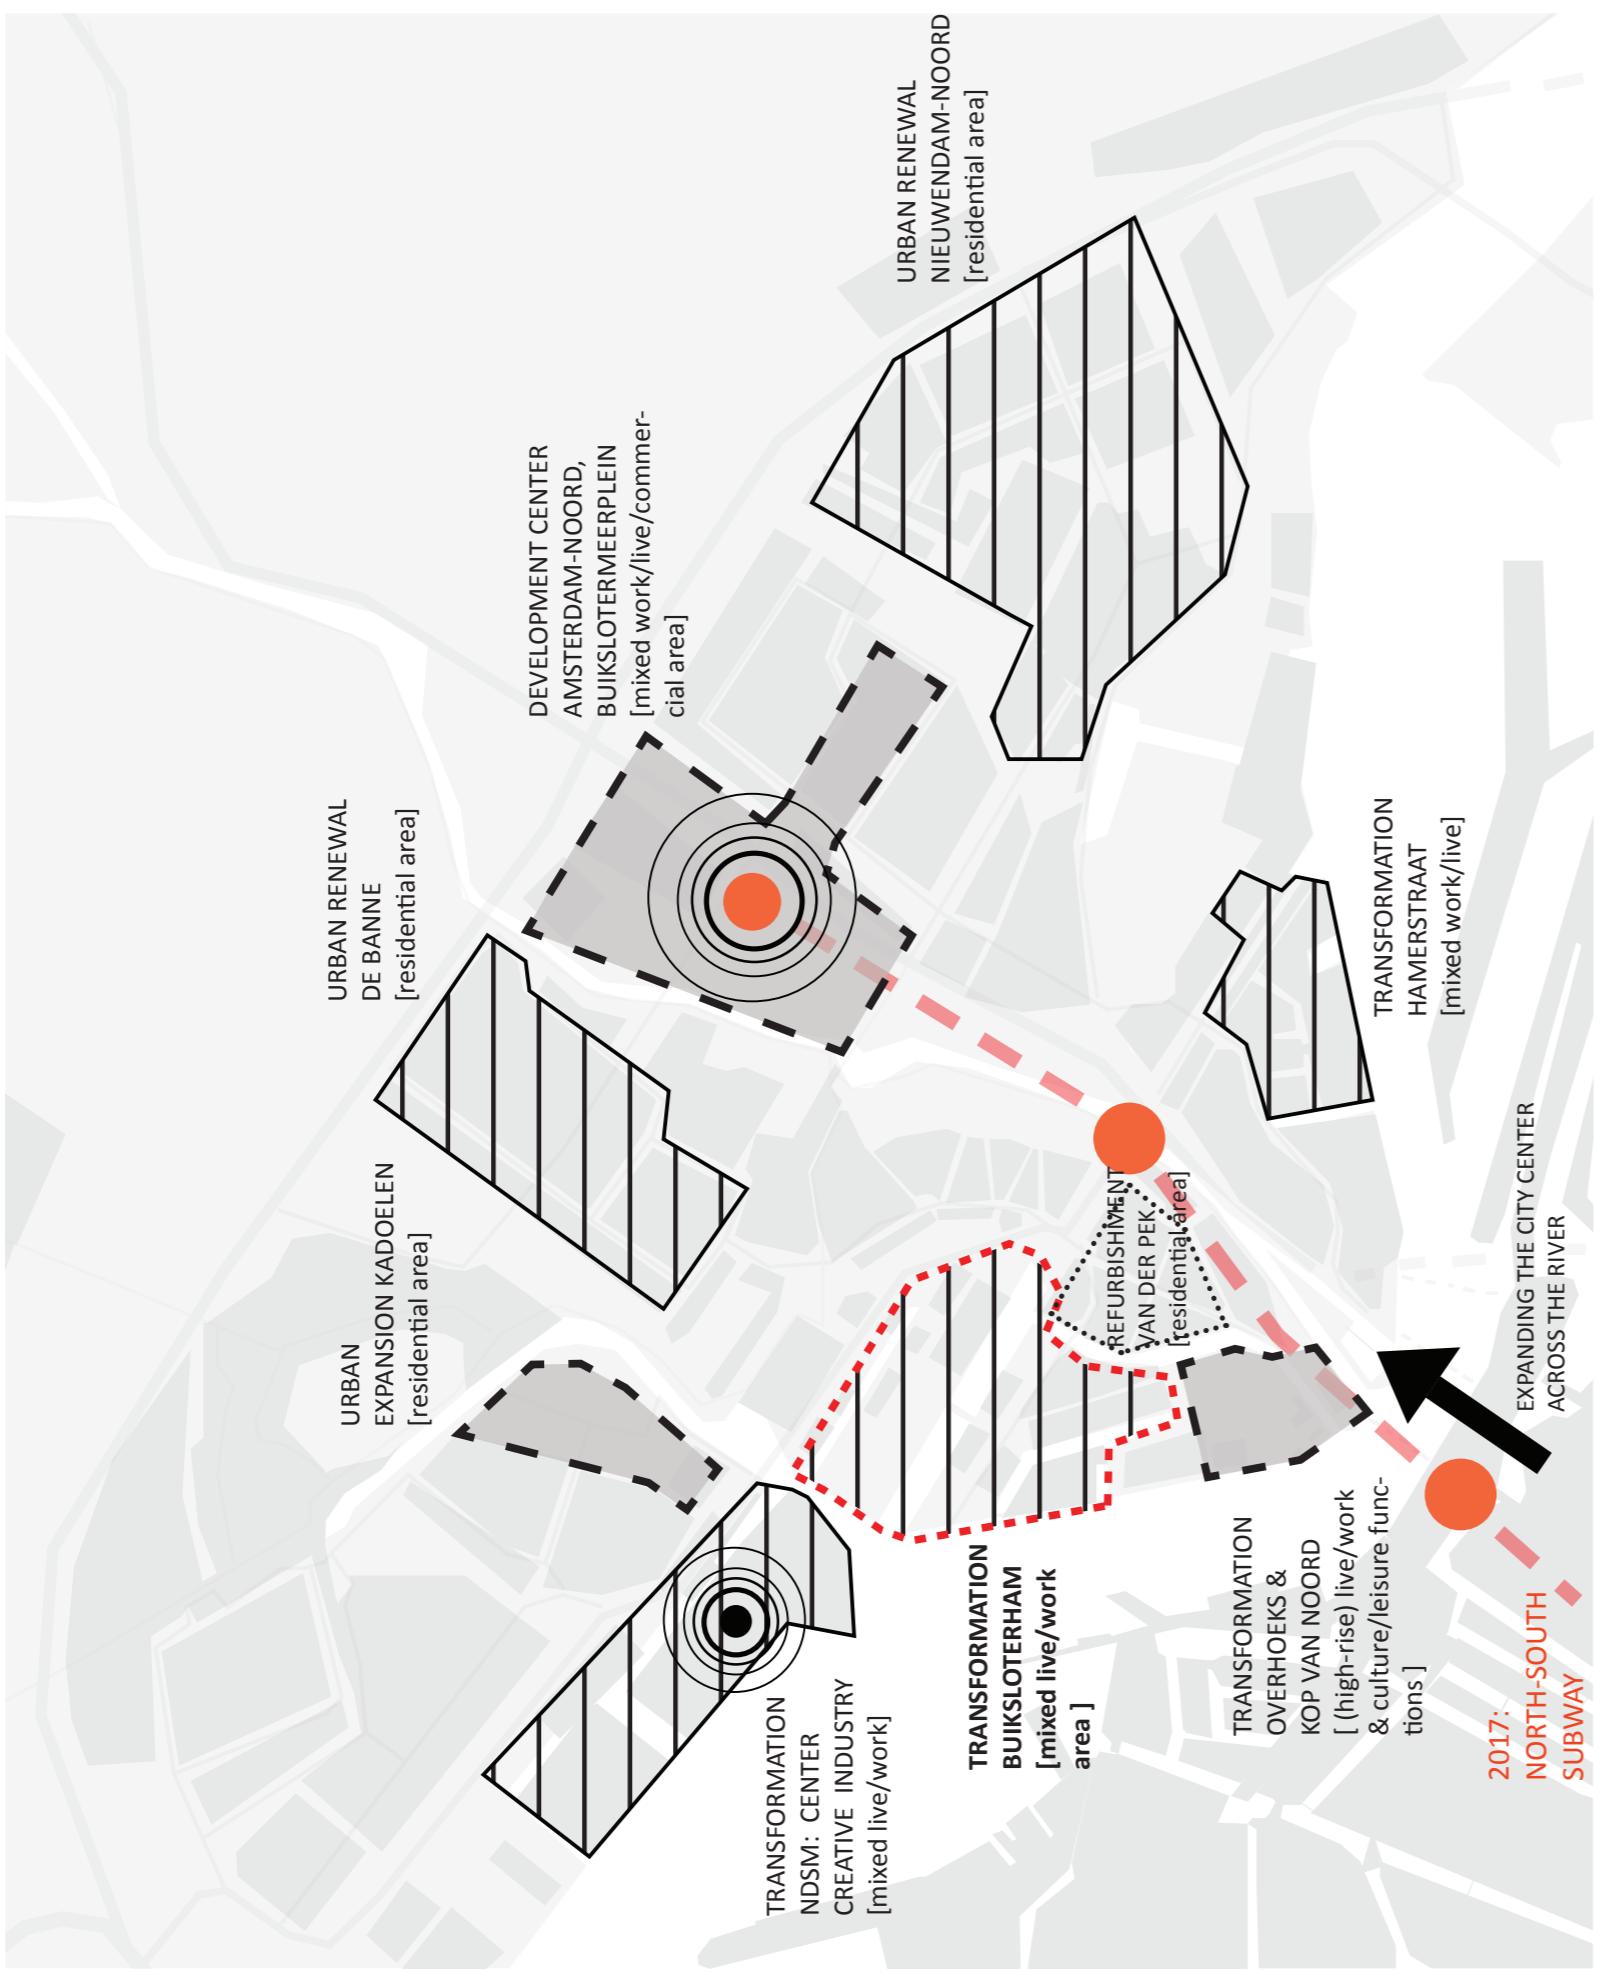 URBAN RENEWAL
NIEUWENDAM-NOORD
[residential area]
DEVELOPMENT CENTER
AMSTERDAM-NOORD,
BUIKSLOTERMEERPLEIN
[mixed work/live/commer-
cial area]
URBAN RENEWAL
DE BANNE
[residential area]
URBAN
EXPANSION KADOELEN
[residential area]
TRANSFORMATION
HAMERSTRAAT
[mixed work/live]
REFURBISHMENT
VAN DER PEK
[residential area]
EXPANDING THE CITY CENTER
ACROSS THE RIVER
TRANSFORMATION
NDSM: CENTER
CREATIVE INDUSTRY
[mixed live/work]
TRANSFORMATION
BUIKSLOTERHAM
[mixed live/work
area ]
TRANSFORMATION
OVERHOEKS &
KOP VAN NOORD
[ (high-rise) live/work
& culture/leisure func-
tions]
2017:
NORTH-SOUTH
SUBWAY